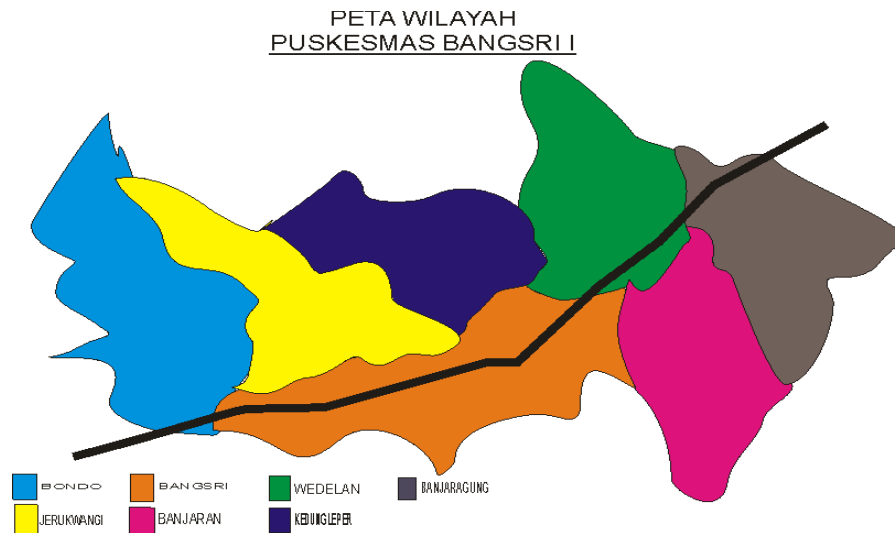 PETA WILAYAH
PUSKESMAS BANGSRI I
BONDO
BANGSRI
WEDELAN
BANJARAGUNG
JERUKWANGI
BANJARAN
KEDUNGLEPER